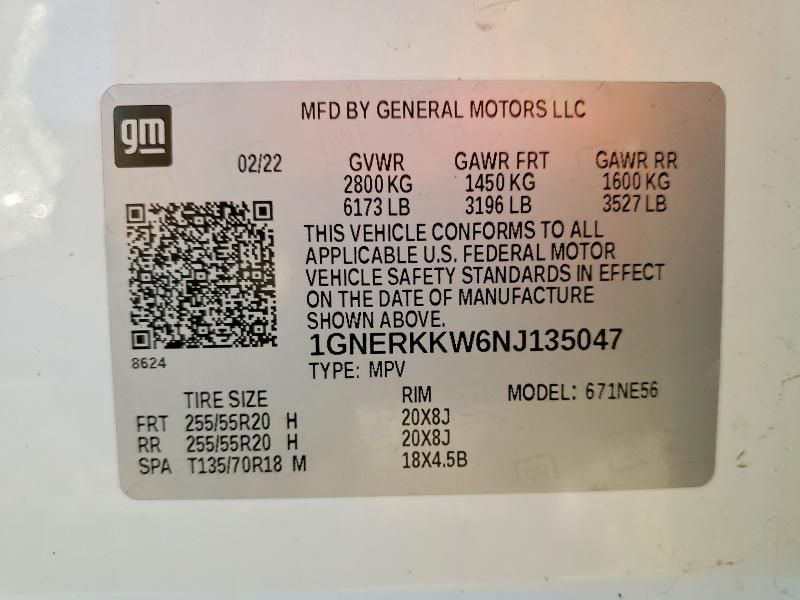 gm
MFD BY GENERAL MOTORS LLC
02/22 GVWR GAWR FRT GAWR RR
2800 KG 1450 KG 1600 KG
6173 LB 3196 LB 3527 LB
THIS VEHICLE CONFORMS TO ALL
APPLICABLE U.S. FEDERAL MOTOR
VEHICLE SAFETY STANDARDS IN EFFECT
ON THE DATE OF MANUFACTURE
SHOWN ABOVE.
1GNERKKW6NJ135047
8624
TYPE: MPV
TIRE SIZE RIM MODEL: 671NE56
FRT 255/55R20 H 20X8J
RR 255/55R20 H 20X8J
SPA T135/70R18 M 18X4.5B